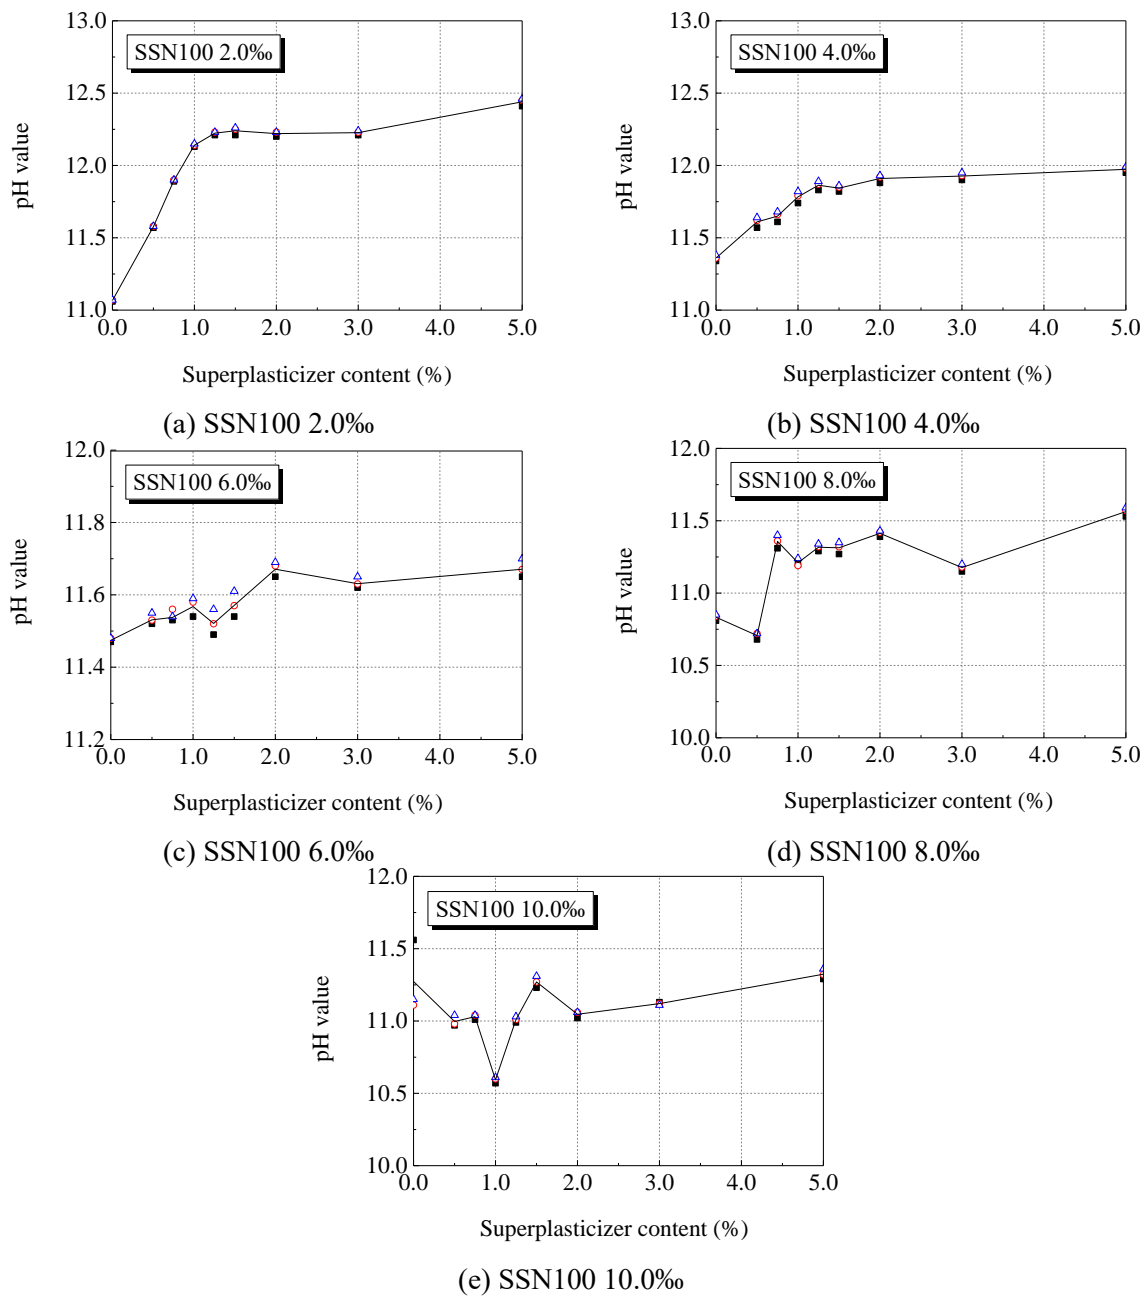 13.0
SSN100 2.0‰
12.5
12.0
11.5
11.0
0.0 1.0 2.0 3.0 4.0 5.0
pH value
Superplasticizer content (%)
(a) SSN100 2.0‰
13.0
SSN100 4.0‰
12.5
12.0
11.5
11.0
0.0 1.0 2.0 3.0 4.0 5.0
pH value
Superplasticizer content (%)
(b) SSN100 4.0‰
12.0
SSN100 6.0‰
11.8
11.6
11.4
11.2
0.0 1.0 2.0 3.0 4.0 5.0
pH value
Superplasticizer content (%)
(c) SSN100 6.0‰
12.0
SSN100 8.0‰
11.5
11.0
10.5
10.0
0.0 1.0 2.0 3.0 4.0 5.0
pH value
Superplasticizer content (%)
(d) SSN100 8.0‰
12.0
SSN100 10.0‰
11.5
11.0
10.5
10.0
0.0 1.0 2.0 3.0 4.0 5.0
pH value
Superplasticizer content (%)
(e) SSN100 10.0‰